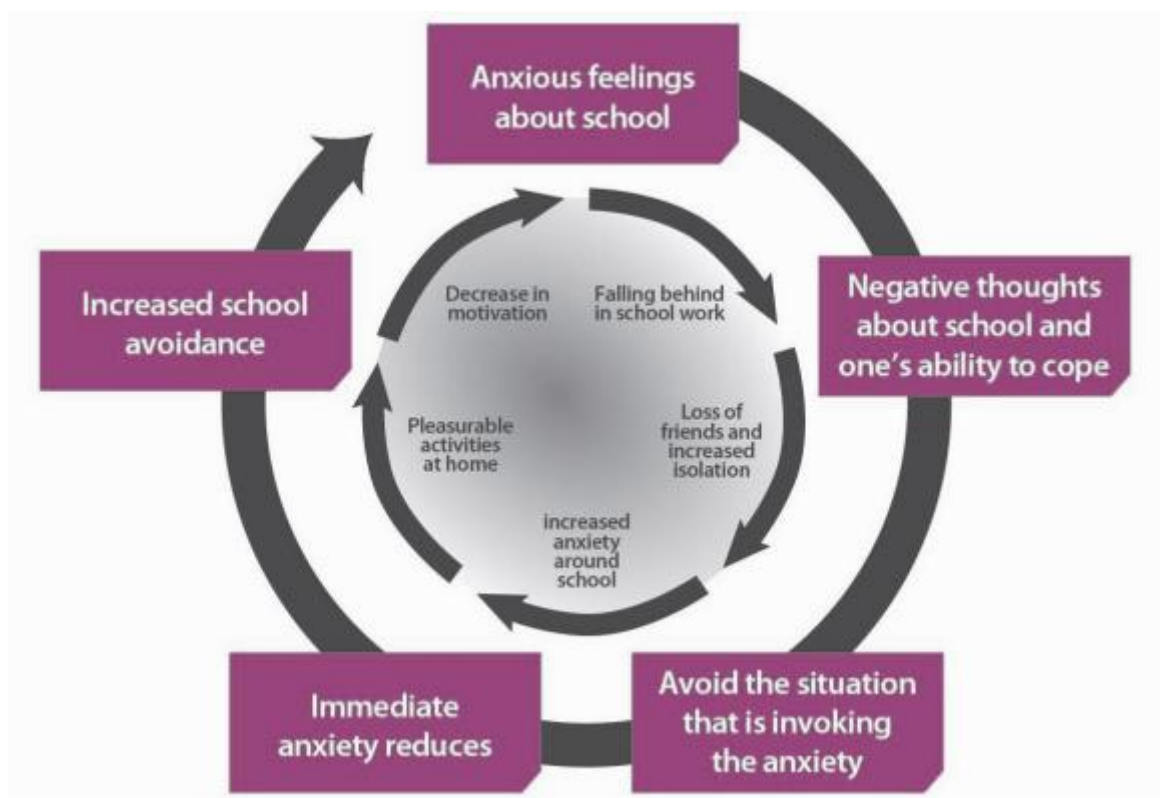 Anxious feelings
about school
Negative thoughts
about school and
one's ability to cope
Avoid the situation
that is invoking
the anxiety
Immediate
anxiety reduces
Increased school
avoidance
Falling behind
in school work
Loss of
friends and
increased
isolation
increased
anxiety
around
school
Pleasurable
activities
at home
Decrease in
motivation